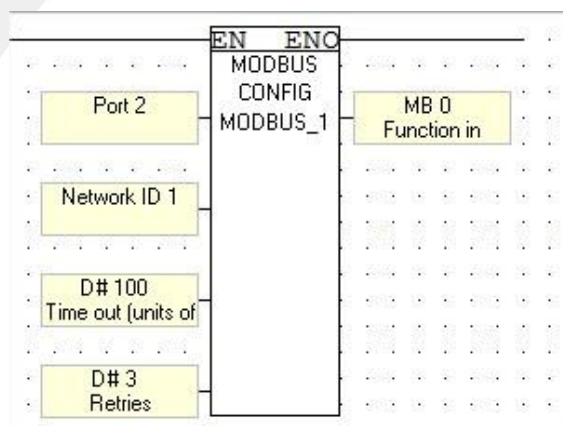 EN ENO
MODBUS
CONFIG
MODBUS_1
Port 2
MB 0
Function in
Network ID 1
D# 100
Time out (units of
D# 3
Retries